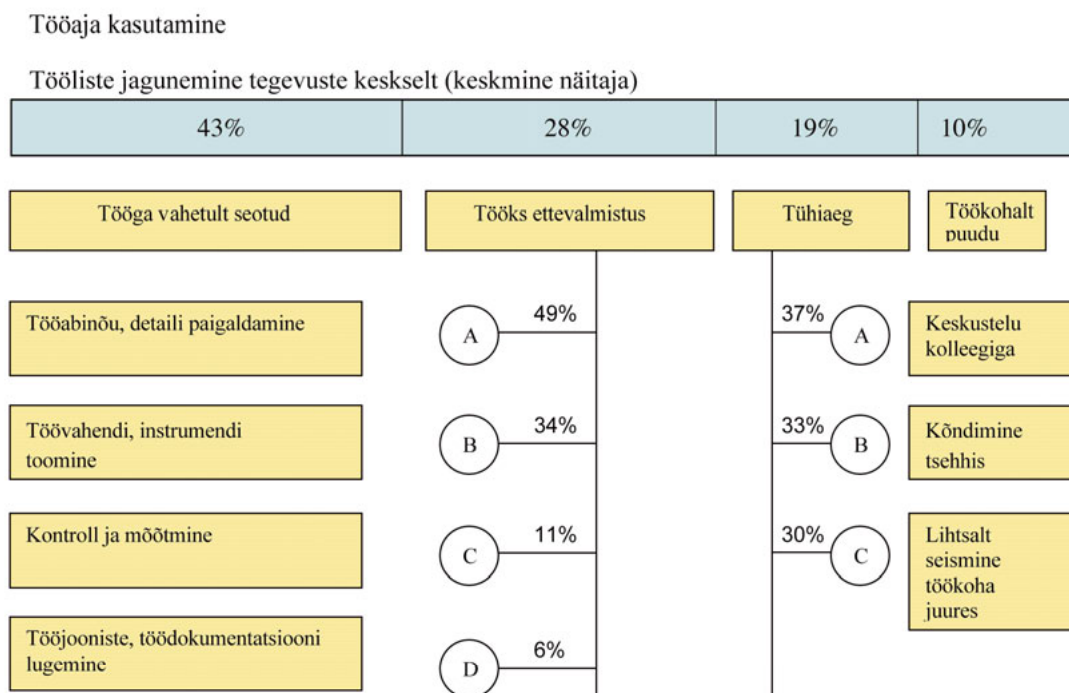 Tööaja kasutamine
Tööliste jagunemine tegevuste keskselt (keskmine näitaja)
43% 28% 19% 10%
Tööga vahetult seotud
Tööks ettevalmistus
Tühiaeg
Töökohalt
puudu
Tööabinõu, detaili paigaldamine
A
49%
37%
A
Keskustelu
kolleegiga
Töövahendi, instrumendi
toomine
B
34%
33%
B
Kõndimine
tsehhis
Kontroll ja mõõtmine
C
11%
30%
C
Lihtsalt
seismine
töökoha
juures
Tööjooniste, töödokumentatsiooni
lugemine
D
6%